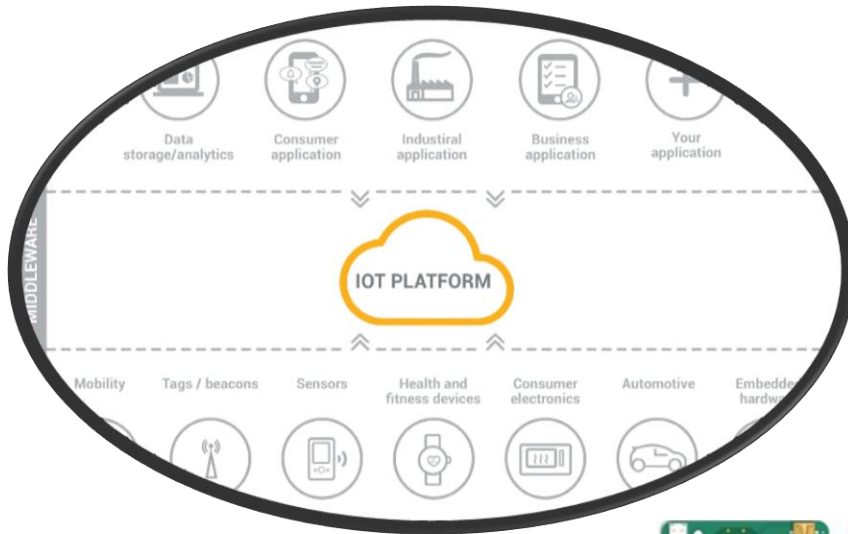 Data
storage/analytics
Consumer
application
Industiral
application
Business
application
Your
application
MIDDLEWARE
IOT PLATFORM
Mobility
Tags / beacons
Sensors
Health and
fitness devices
Consumer
electronics
Automotive